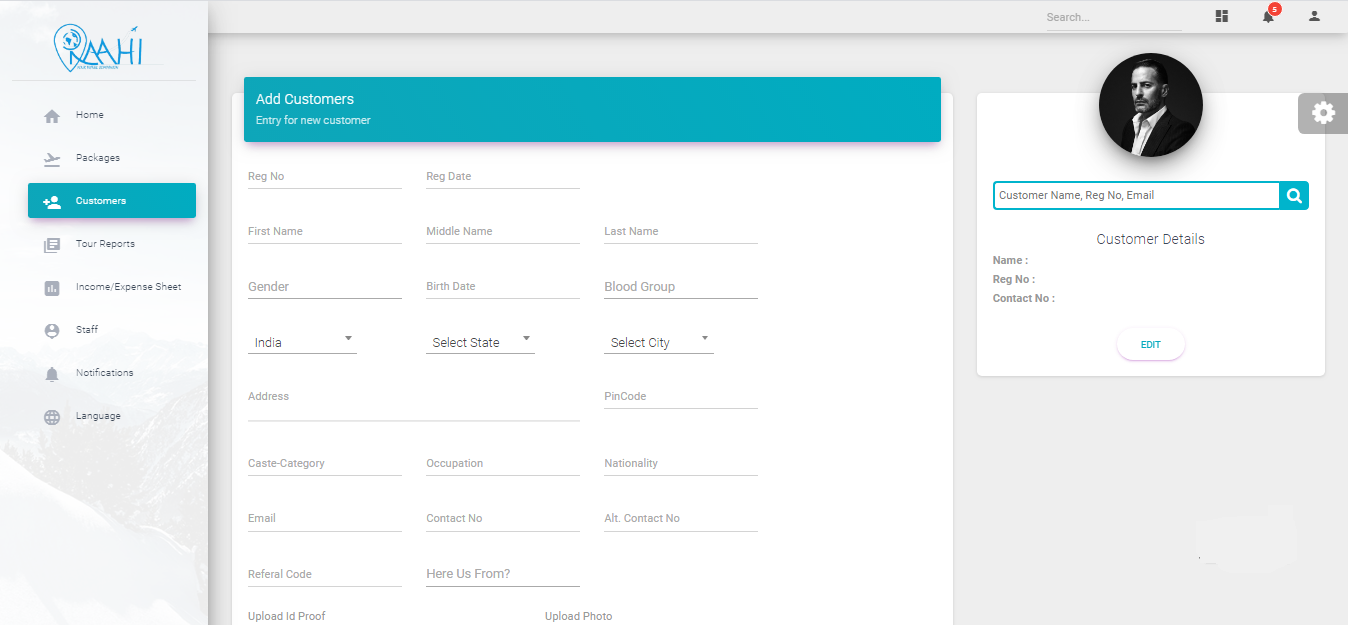 RAAHI
Home
Packages
Customers
Tour Reports
Income/Expense Sheet
Staff
Notifications
Language
Search...
5
Add Customers
Entry for new customer
Reg No Reg Date
First Name Middle Name Last Name
Gender Birth Date Blood Group
India Select State Select City
Address PinCode
Caste-Category Occupation Nationality
Email Contact No Alt. Contact No
Referal Code Here Us From?
Upload Id Proof Upload Photo
Customer Name, Reg No, Email
Customer Details
Name :
Reg No :
Contact No :
EDIT